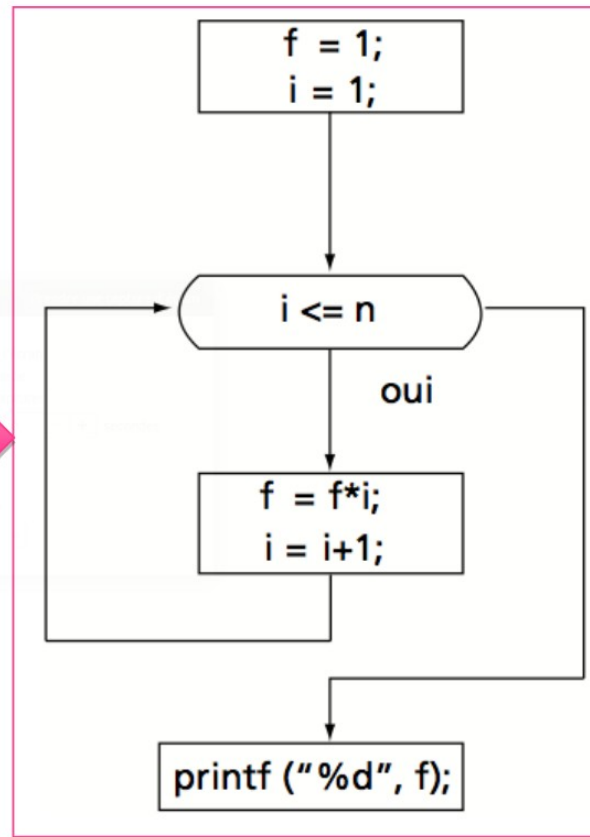 f = 1;
i = 1;
i <= n
oui
f = f*i;
i = i+1;
printf (“%d”, f);